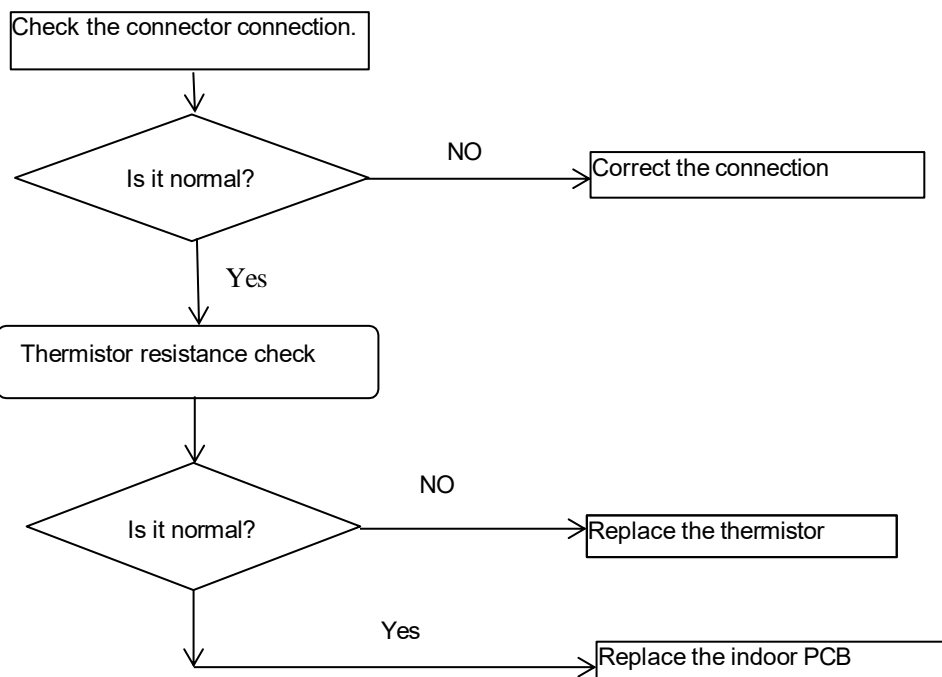 Check the connector connection.
Is it normal?
NO
Correct the connection
Yes
Thermistor resistance check
Is it normal?
NO
Replace the thermistor
Yes
Replace the indoor PCB